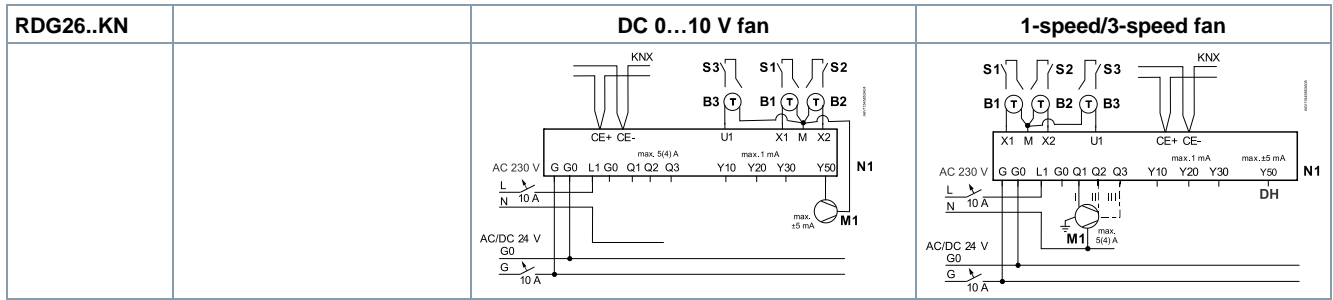 RDG26..KN
DC 0…10 V fan
1-speed/3-speed fan
KNX
S3 S1 S2
B3 T B1 T T B2
CE+ CE- U1 X1 M X2
max. 5(4) A max.1 mA
AC 230 V G G0 L1 G0 Q1 Q2 Q3 Y10 Y20 Y30 Y50 N1
L
10 A
N
max.
±5 mA
M1
AC/DC 24 V
G0
G
10 A
KNX
S1 S2 S3
B1 T T B2 T B3
X1 M X2 U1 CE+ CE-
max.1 mA max.±5 mA
AC 230 V G G0 L1 G0 Q1 Q2 Q3 Y10 Y20 Y30 Y50 N1
DH
L
10 A
N
I II III
M1
max.
5(4) A
AC/DC 24 V
G0
G
10 A